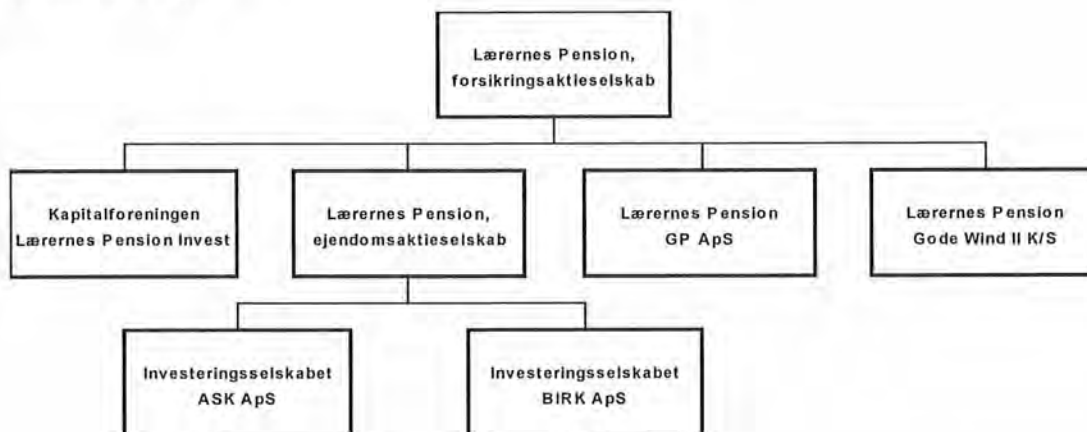 Lærernes Pension,
forsikringsaktieselskab
Kapitalforeningen
Lærernes Pension Invest
Lærernes Pension,
ejendomsaktieselskab
Lærernes Pension
GP ApS
Lærernes Pension
Gode Wind II K/S
Investeringsselskabet
ASK ApS
Investeringsselskabet
BIRK ApS